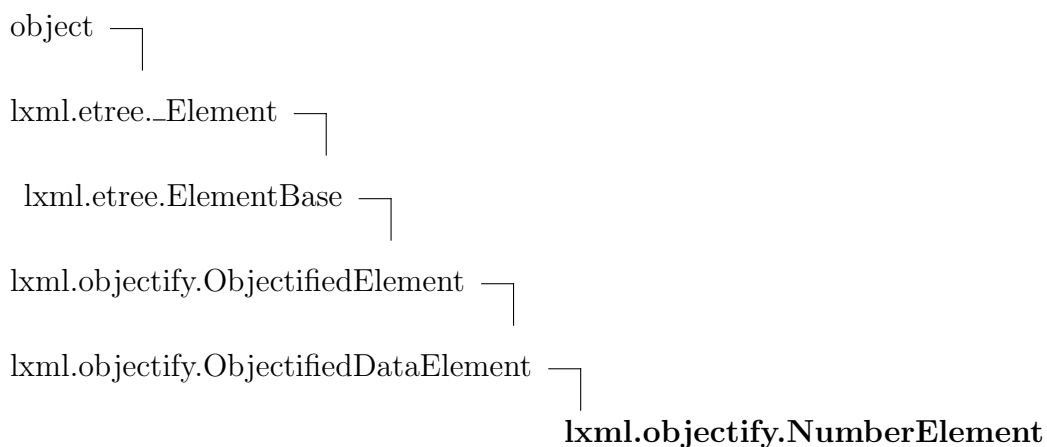 object
lxml.etree._Element
lxml.etree.ElementBase
lxml.objectify.ObjectifiedElement
lxml.objectify.ObjectifiedDataElement
lxml.objectify.NumberElement